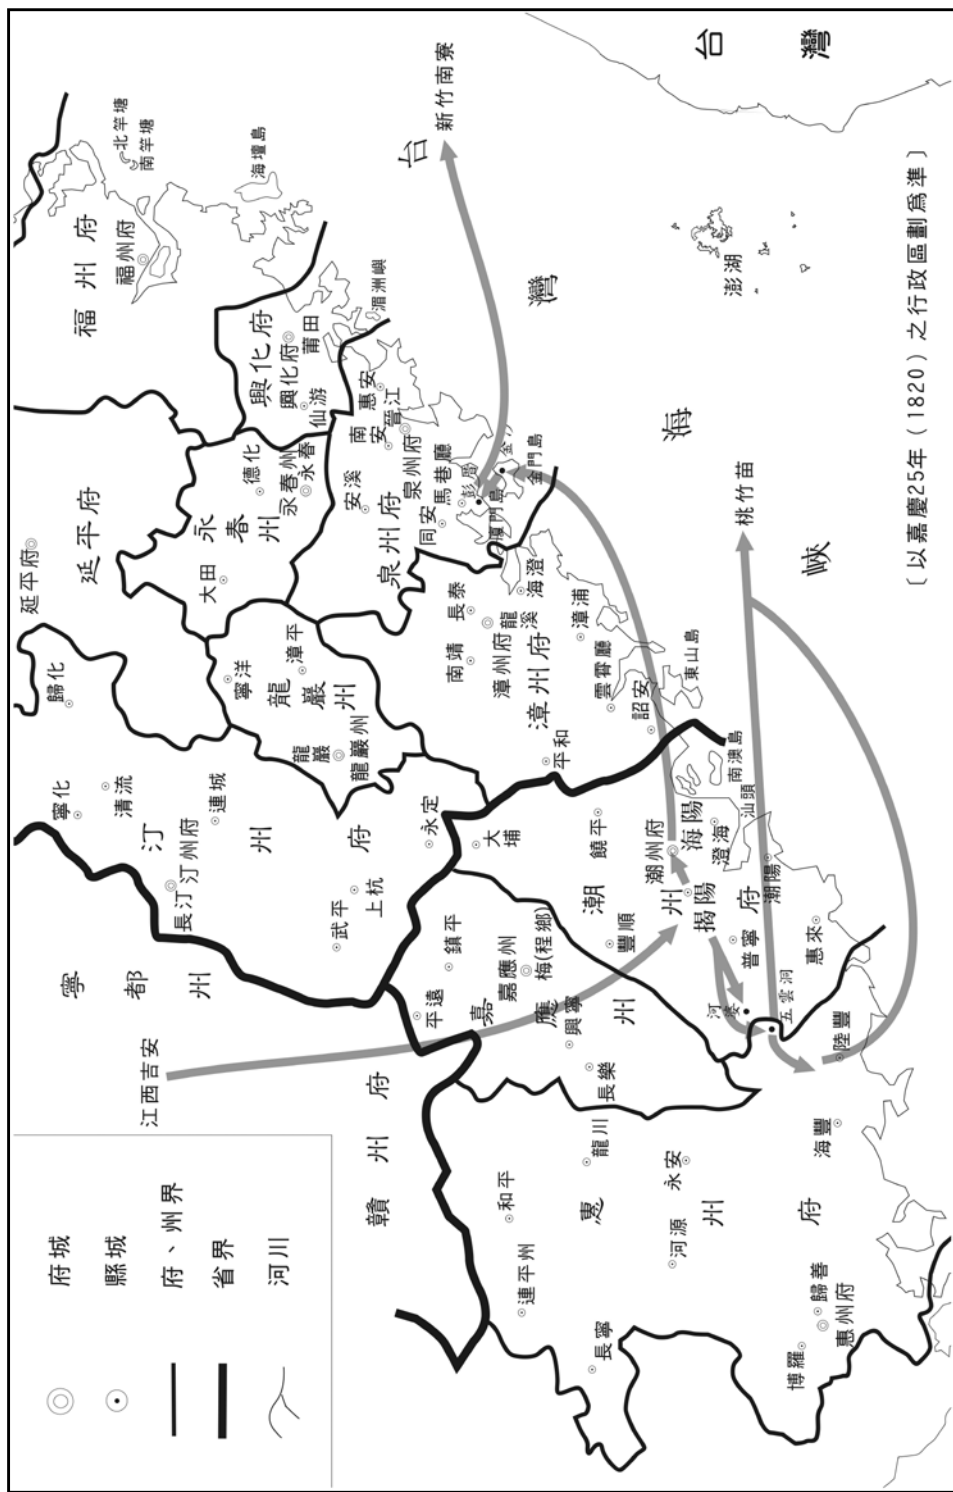 府城
縣城
府、州界
省界
河川
江西吉安
寧都州
贛州府
福州府
福州府
北竿塘
南竿塘
海壇島
興化府
興化府
莆田
仙游
湄洲嶼
延平府
延平府
永春州
德化
永春州
永春
大田
泉州府
惠安
晉江
南安
泉州府
安溪
馬巷廳
同安
彭厝
廈門島
金
金門島
龍巖州
寧洋
漳平
龍巖
龍巖州
漳州府
長泰
龍溪
海澄
南靖
漳州府
漳浦
雲霄廳
詔安
平和
東山島
汀州府
歸化
寧化
清流
連城
汀州府
長汀
永定
上杭
武平
潮州府
大埔
饒平
潮州府
海陽
澄海
汕頭
南澳島
揭陽
潮陽
普寧
惠來
豐順
河婆
五雲洞
嘉應州
鎮平
平遠
嘉應州
梅(程鄉)
興寧
長樂
惠州府
陸豐
海豐
龍川
永安
和平
河源
連平州
長寧
歸善
惠州府
博羅
台灣海峽
台灣
澎湖
新竹南寮
桃竹苗
〔以嘉慶25年（1820）之行政區劃為準〕